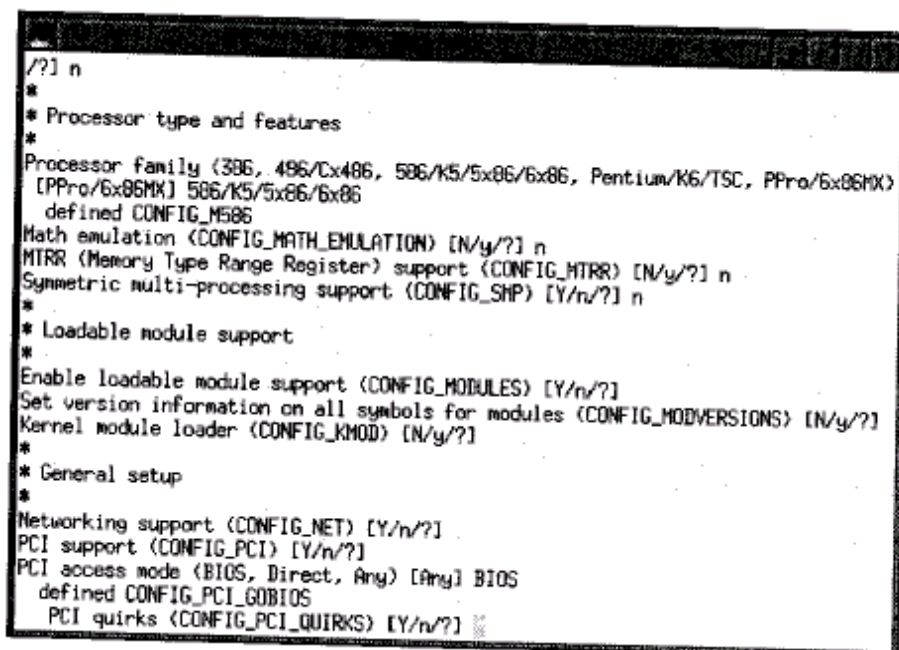 /?] n
*
* Processor type and features
*
Processor family (386, 486/Cx486, 586/K5/5x86/6x86, Pentium/K6/TSC, PPro/6x86MX)
[PPro/6x86MX] 586/K5/5x86/6x86
defined CONFIG_M586
Math emulation (CONFIG_MATH_EMULATION) [N/y/?] n
MTRR (Memory Type Range Register) support (CONFIG_MTRR) [N/y/?] n
Symmetric multi-processing support (CONFIG_SMP) [Y/n/?] n
*
* Loadable module support
*
Enable loadable module support (CONFIG_MODULES) [Y/n/?]
Set version information on all symbols for modules (CONFIG_MODVERSIONS) [N/y/?]
Kernel module loader (CONFIG_KMOD) [N/y/?]
*
* General setup
*
Networking support (CONFIG_NET) [Y/n/?]
PCI support (CONFIG_PCI) [Y/n/?]
PCI access mode (BIOS, Direct, Any) [Any] BIOS
defined CONFIG_PCI_GOBIOS
PCI quirks (CONFIG_PCI_QUIRKS) [Y/n/?]